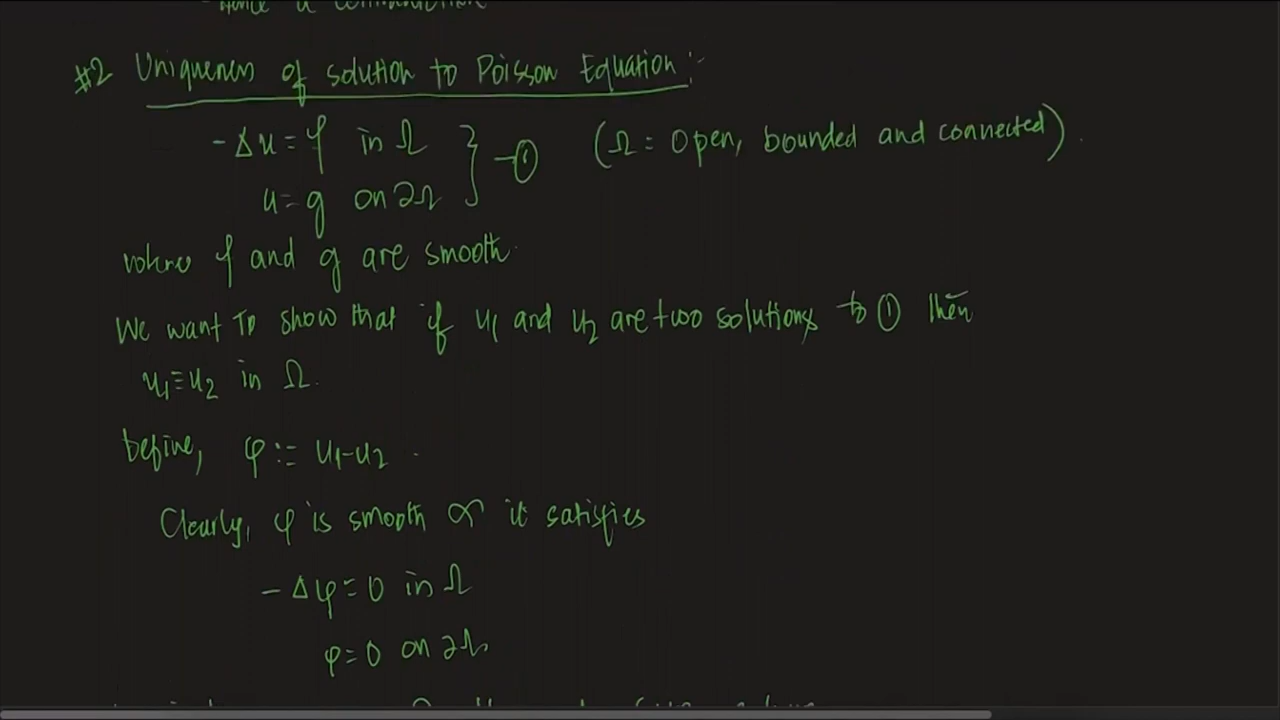 Hence a contradiction
#2 Uniqueness of solution to Poisson Equation :-
-Δu = f in Ω } -① (Ω = Open, bounded and connected).
u = g on ∂Ω
where f and g are smooth.
We want to show that if u1 and u2 are two solutions to ① then
u1 ≡ u2 in Ω.
Define, φ := u1-u2.
Clearly, φ is smooth & it satisfies
-Δφ = 0 in Ω
φ = 0 on ∂Ω.